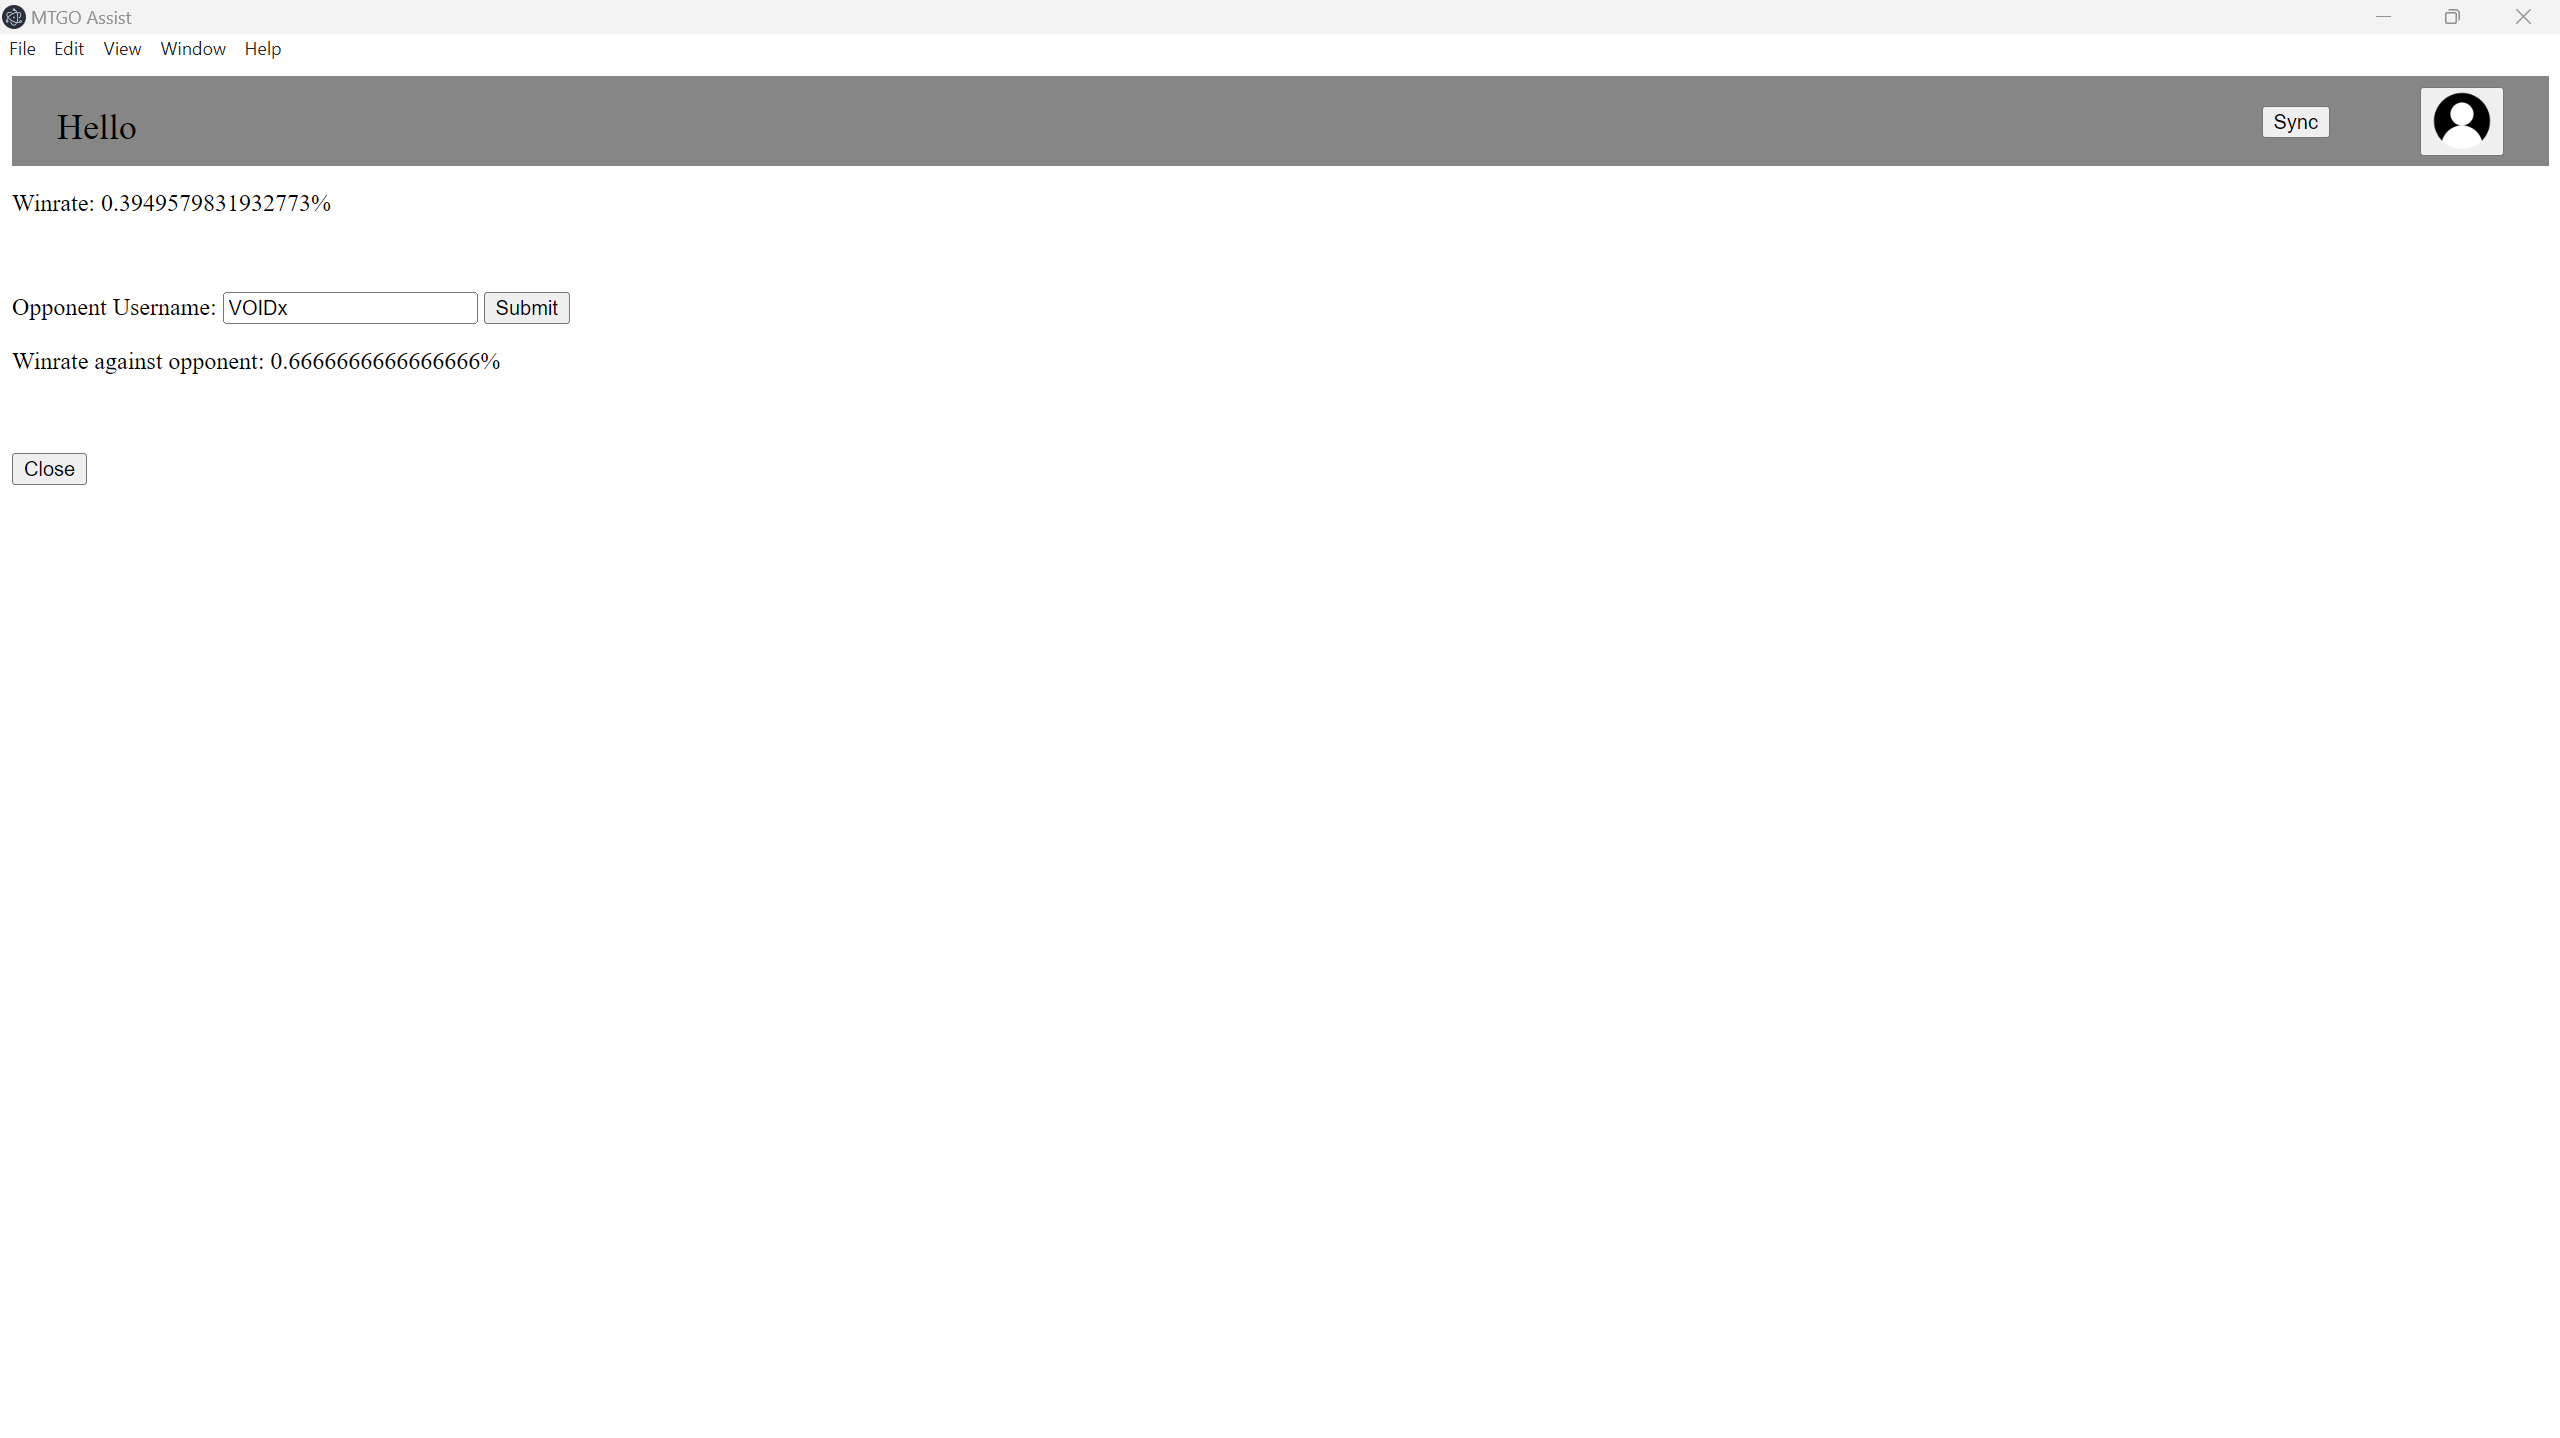 MTGO Assist
File Edit View Window Help
Hello
Sync
Winrate: 0.3949579831932773%
Opponent Username: VOIDx Submit
Winrate against opponent: 0.6666666666666666%
Close